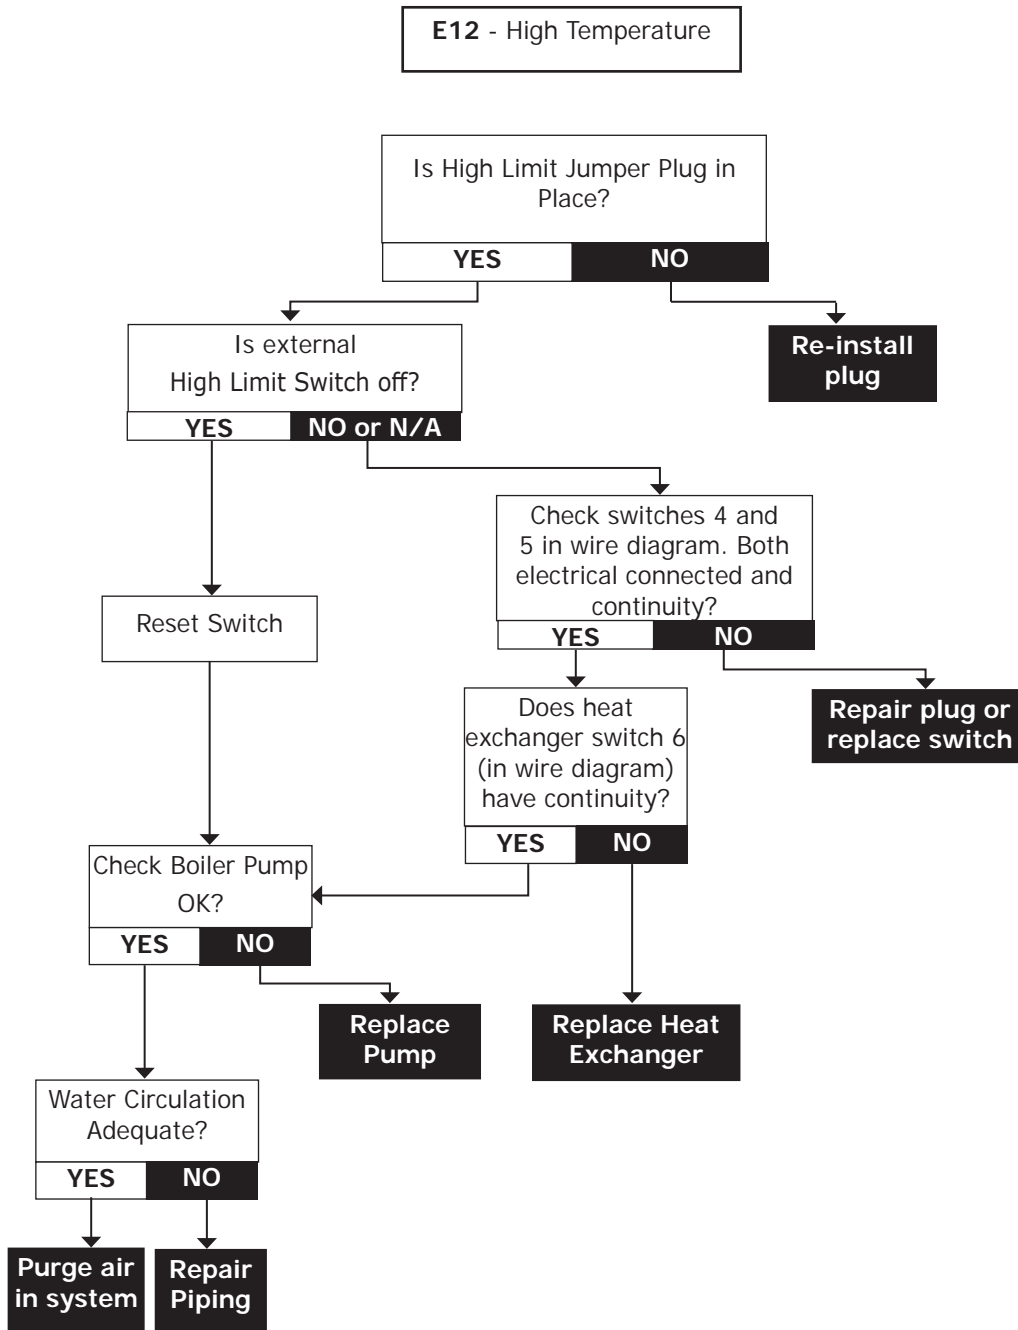 E12 - High Temperature
Is High Limit Jumper Plug in
Place?
YES
NO
Is external
High Limit Switch off?
YES
NO or N/A
Re-install
plug
Check switches 4 and
5 in wire diagram. Both
electrical connected and
continuity?
YES
NO
Reset Switch
Does heat
exchanger switch 6
(in wire diagram)
have continuity?
YES
NO
Repair plug or
replace switch
Check Boiler Pump
OK?
YES
NO
Replace
Pump
Replace Heat
Exchanger
Water Circulation
Adequate?
YES
NO
Purge air
in system
Repair
Piping